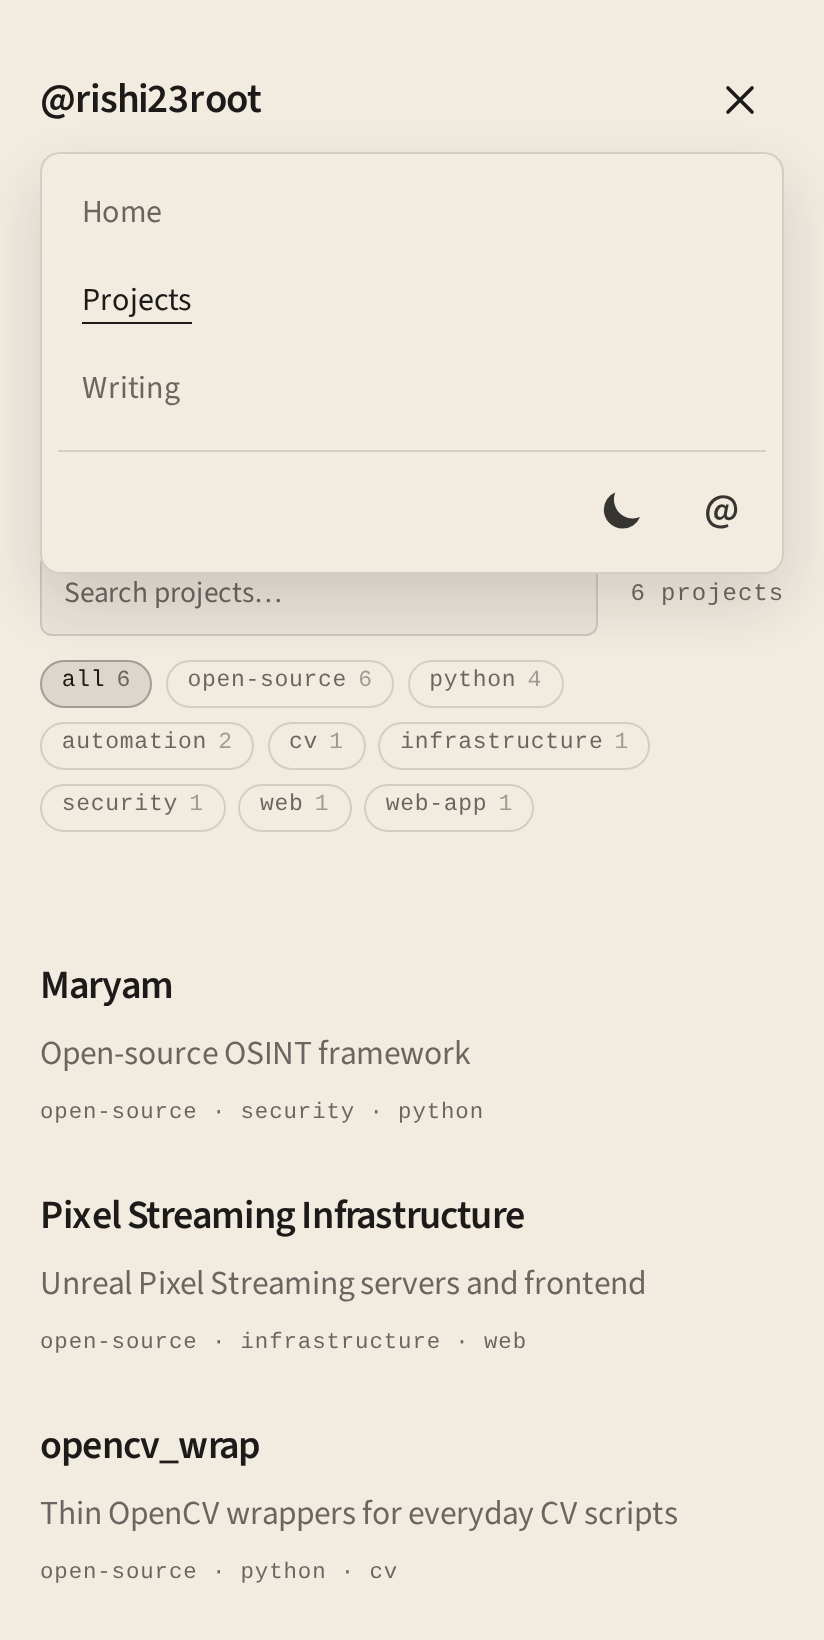 @rishi23root
Home
Projects
Writing
@
Search projects…
6 projects
all 6
open-source 6
python 4
automation 2
cv 1
infrastructure 1
security 1
web 1
web-app 1
Maryam
Open-source OSINT framework
open-source · security · python
Pixel Streaming Infrastructure
Unreal Pixel Streaming servers and frontend
open-source · infrastructure · web
opencv_wrap
Thin OpenCV wrappers for everyday CV scripts
open-source · python · cv